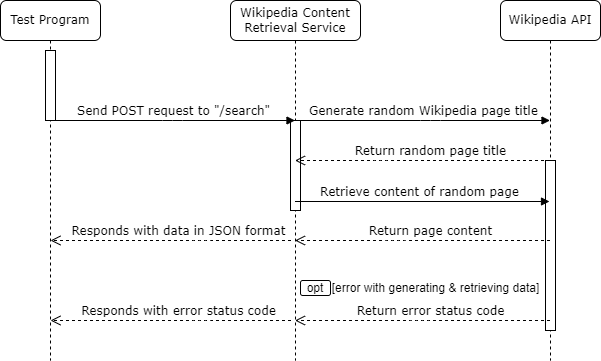 Test Program
Wikipedia Content
Retrieval Service
Wikipedia API
Send POST request to "/search"
Generate random Wikipedia page title
Return random page title
Retrieve content of random page
Responds with data in JSON format
Return page content
opt [error with generating & retrieving data]
Responds with error status code
Return error status code